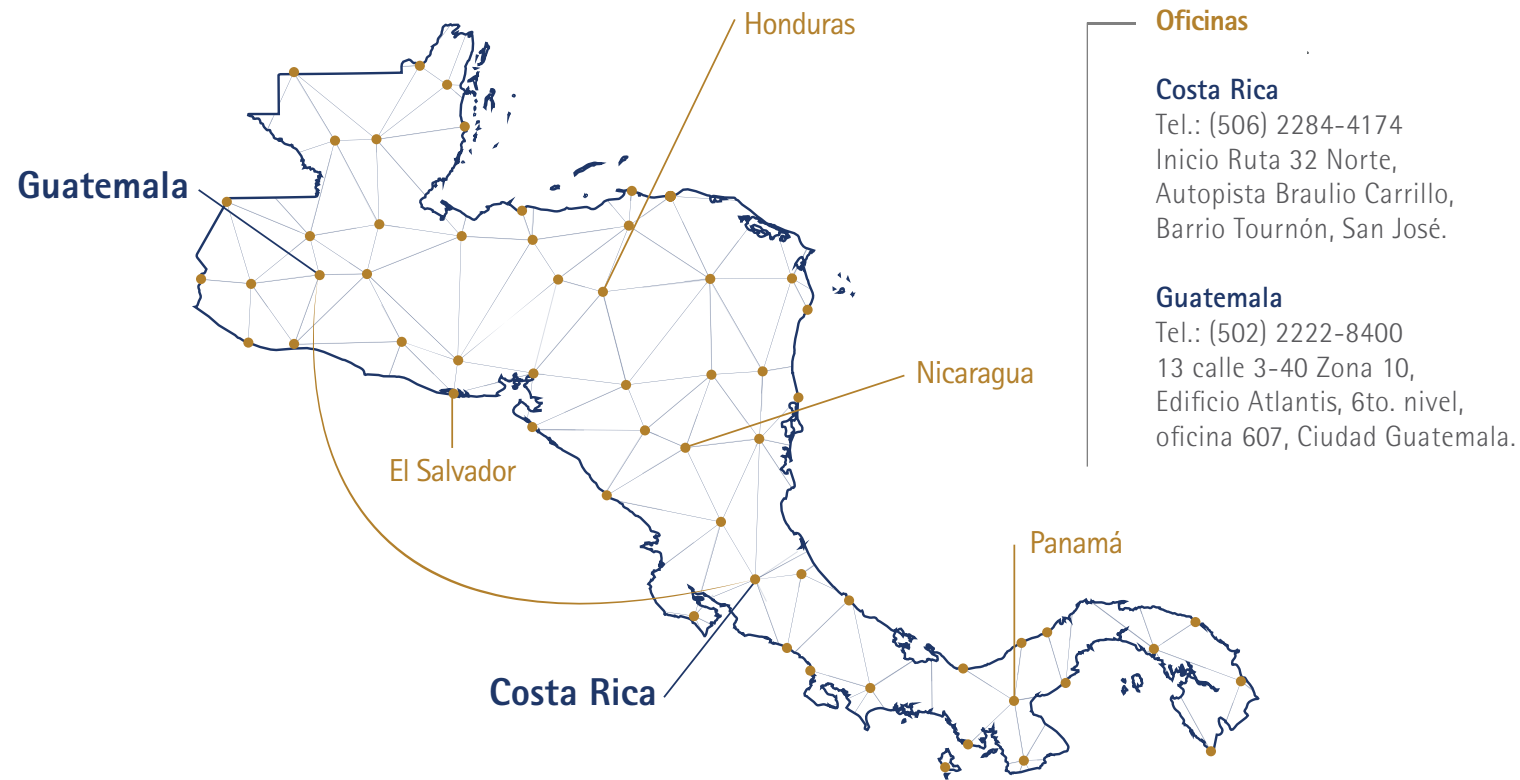 Honduras
Guatemala
Nicaragua
El Salvador
Panamá
Costa Rica
Oficinas
Costa Rica
Tel.: (506) 2284-4174
Inicio Ruta 32 Norte,
Autopista Braulio Carrillo,
Barrio Tournón, San José.
Guatemala
Tel.: (502) 2222-8400
13 calle 3-40 Zona 10,
Edificio Atlantis, 6to. nivel,
oficina 607, Ciudad Guatemala.